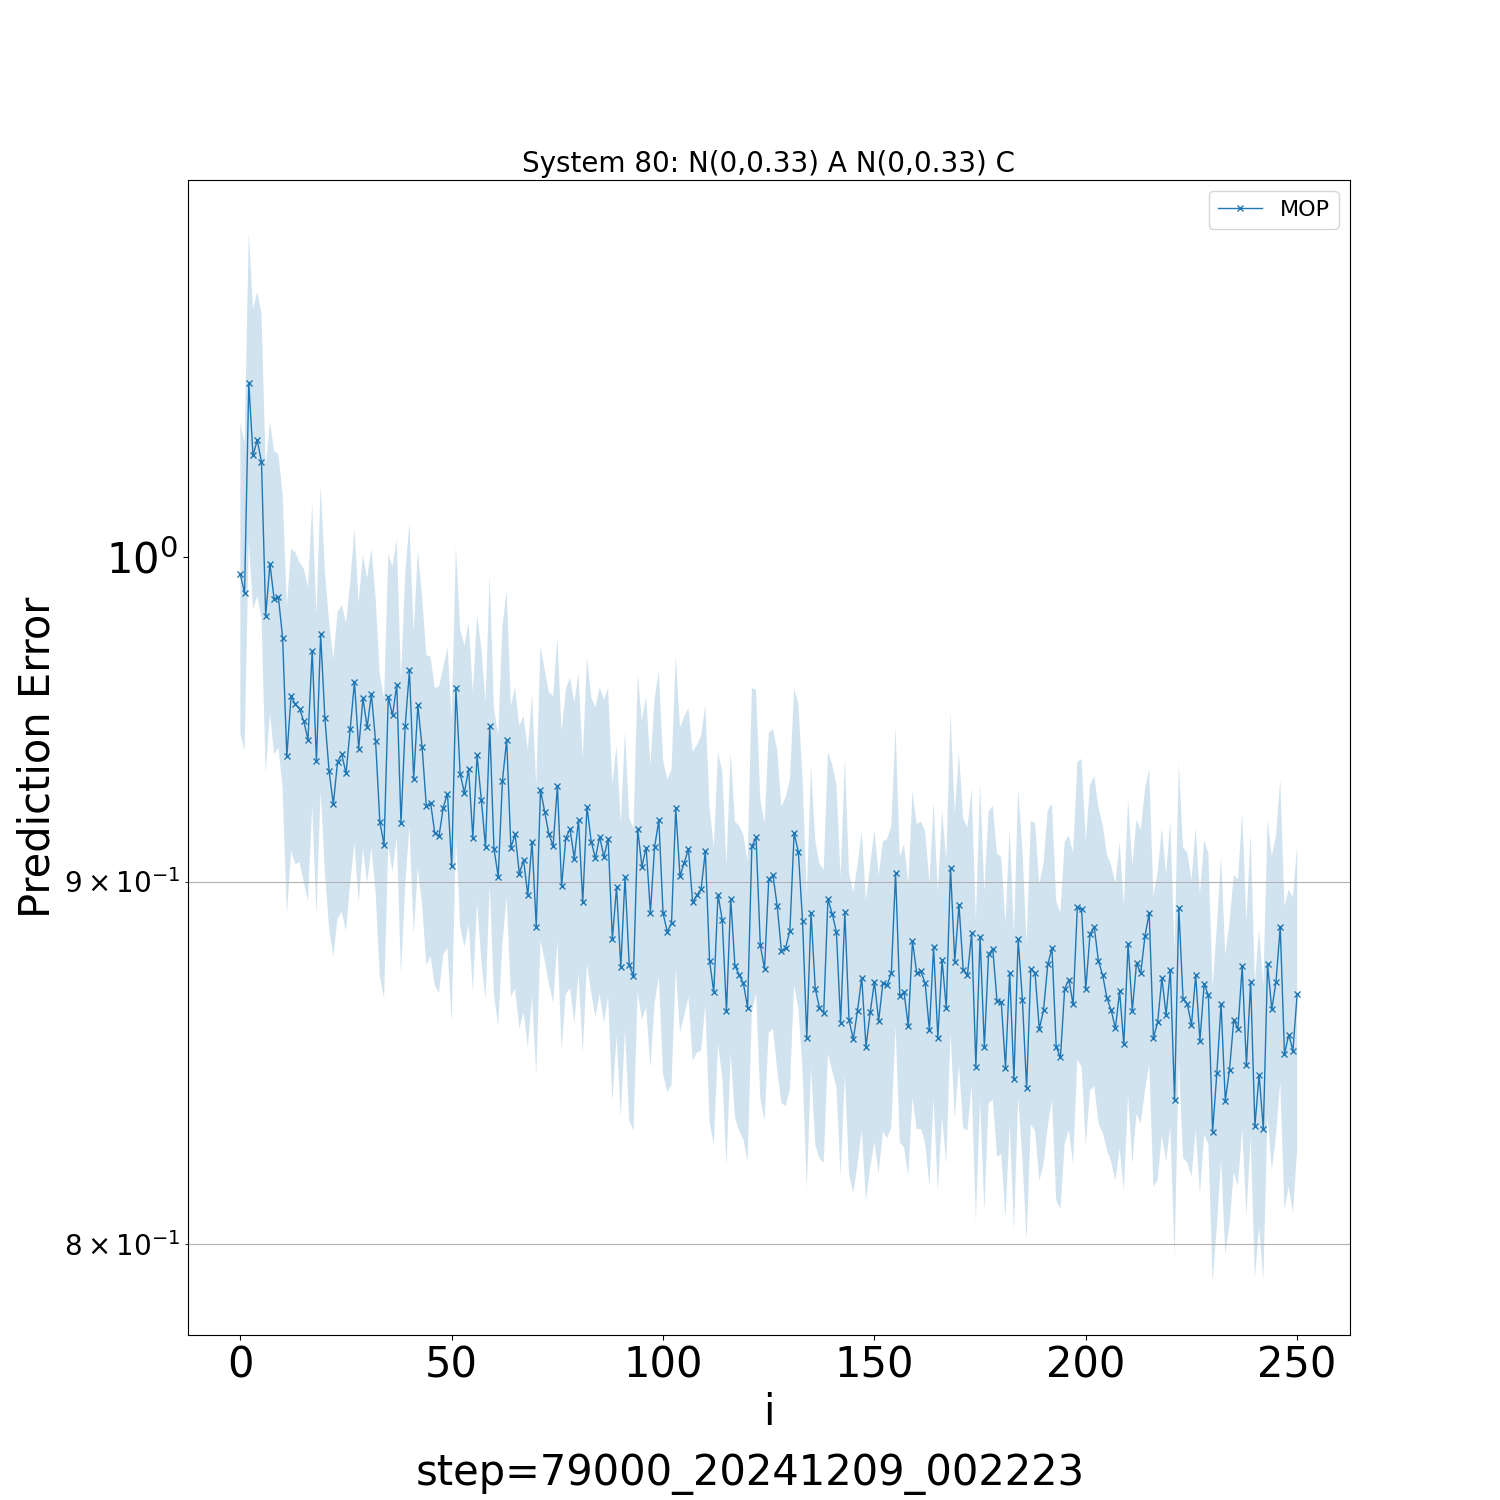 System 80: N(0,0.33) A N(0,0.33) C
MOP
Prediction Error
10⁰
9 × 10⁻¹
8 × 10⁻¹
0 50 100 150 200 250
i
step=79000_20241209_002223